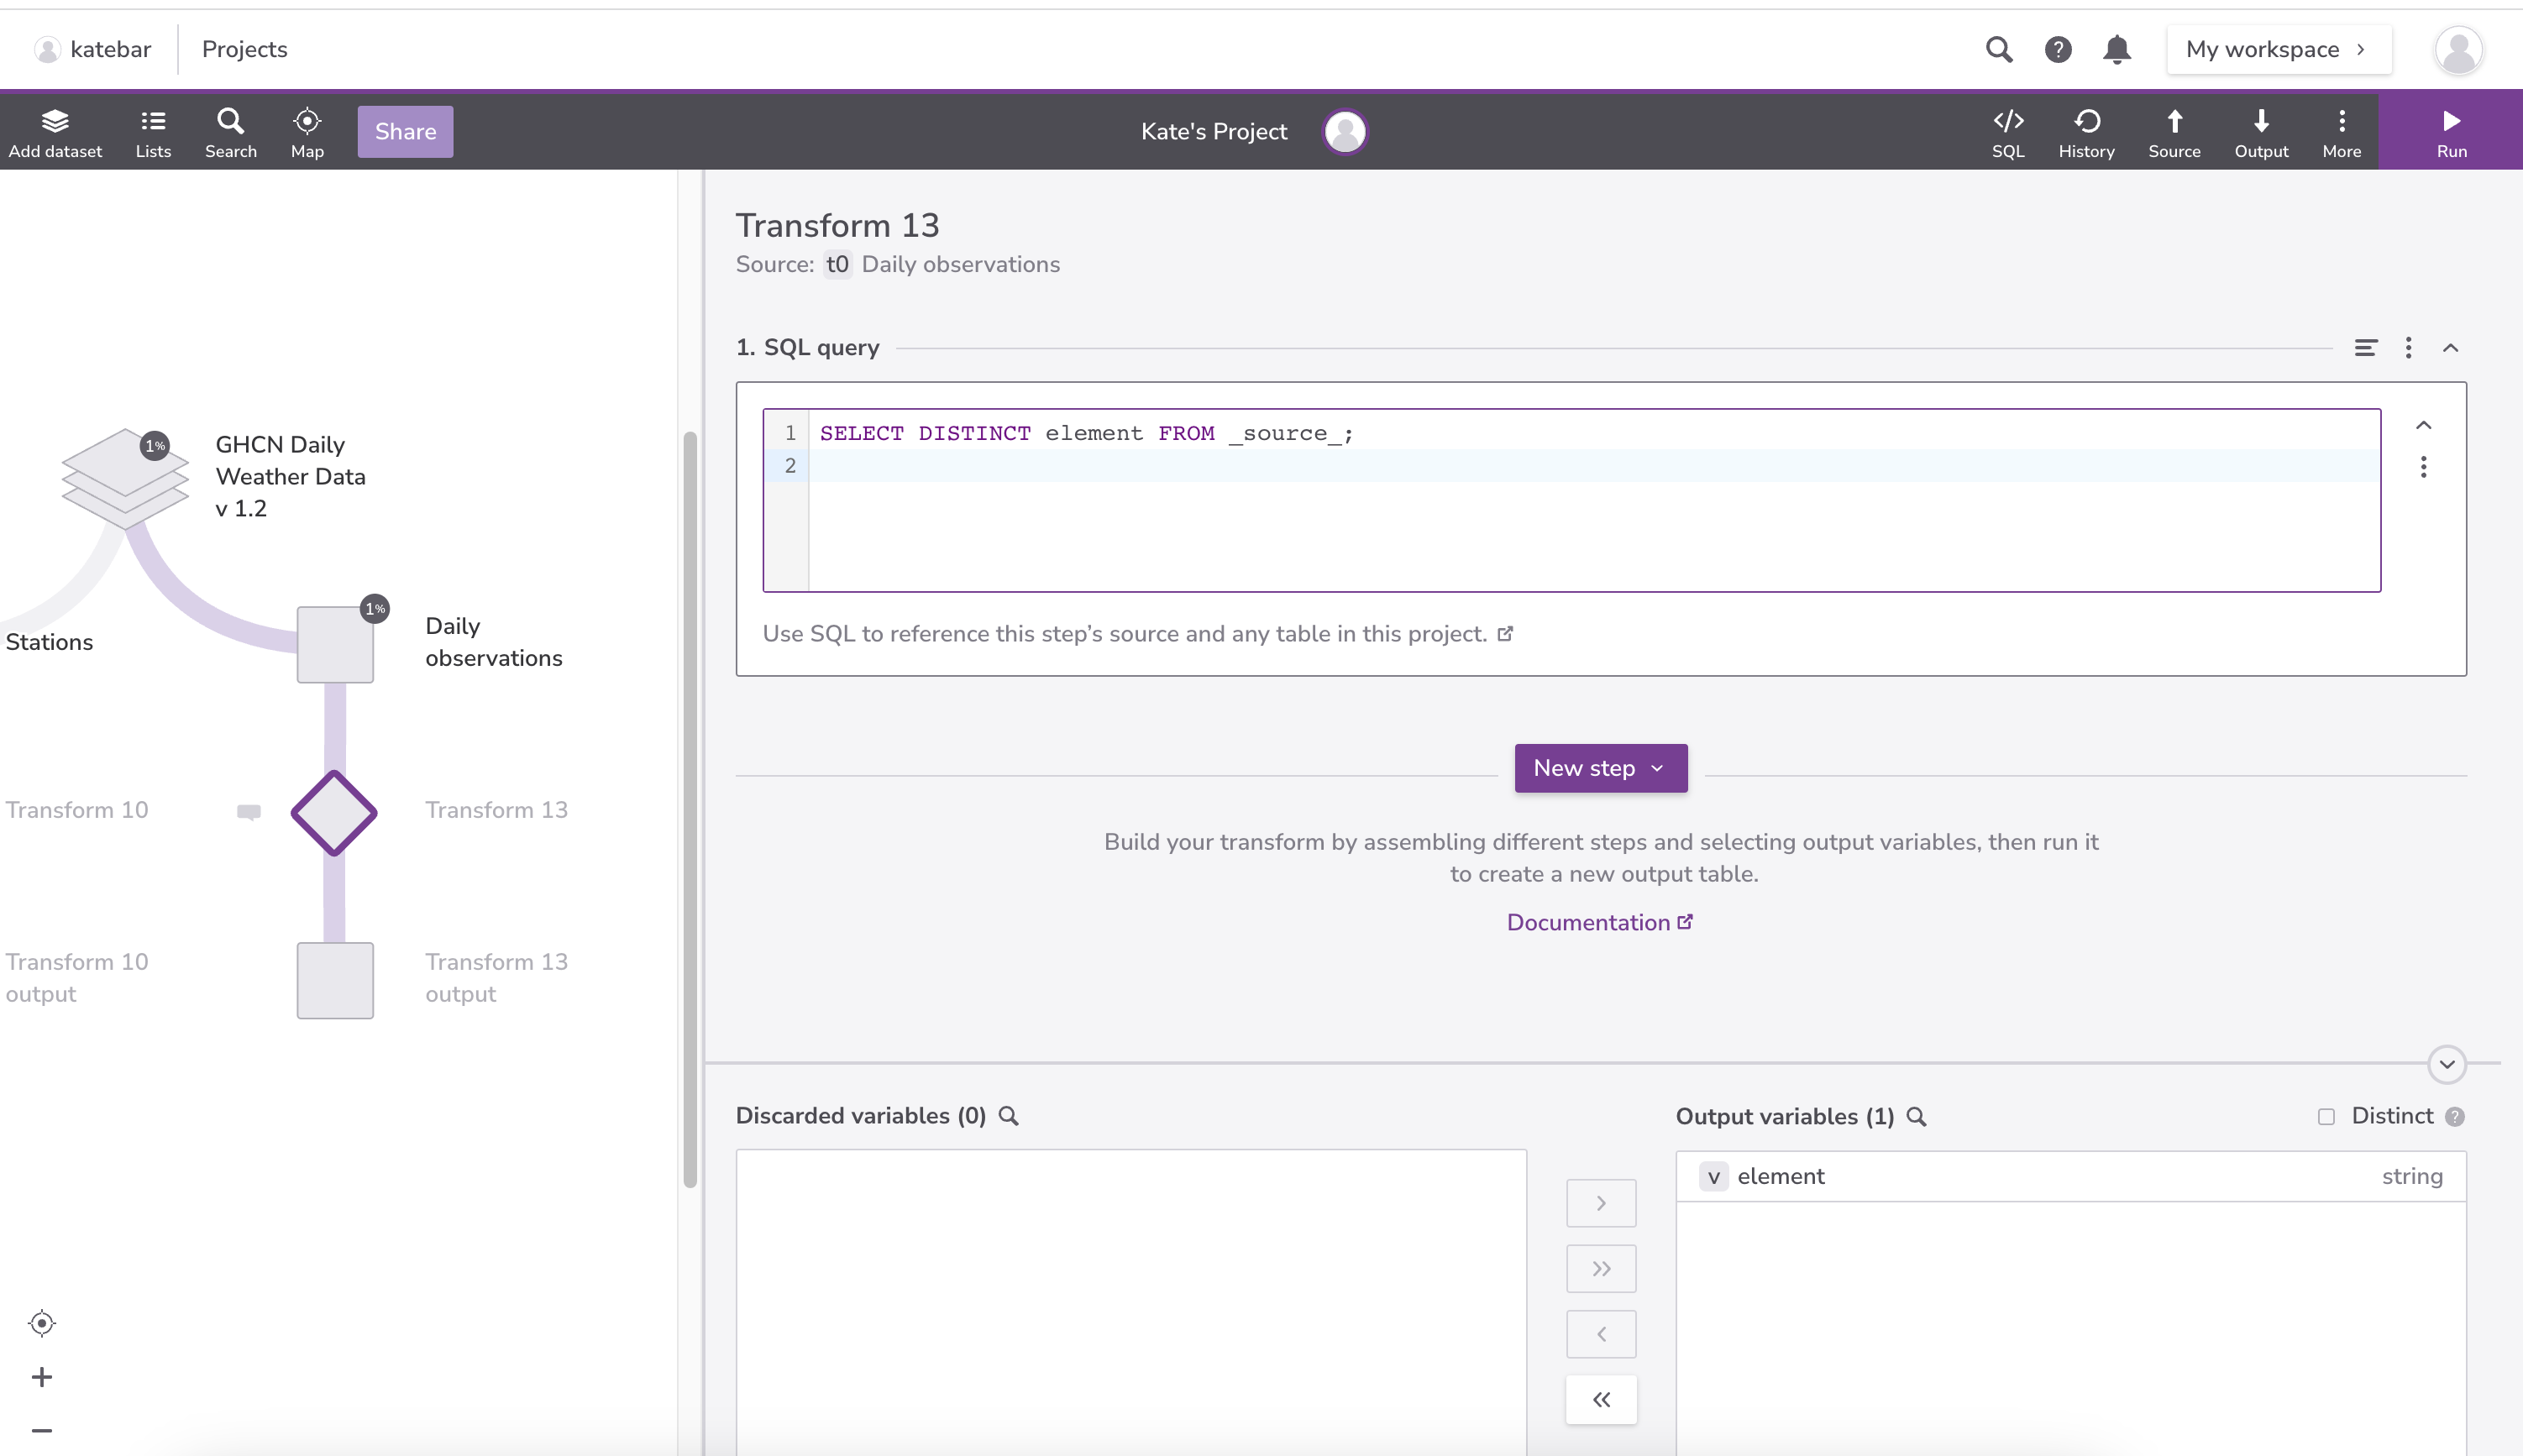 katebar
Projects
My workspace
Add dataset
Lists
Search
Map
Share
Kate's Project
SQL
History
Source
Output
More
Run
GHCN Daily
Weather Data
v 1.2
1%
Stations
1%
Daily
observations
Transform 10
Transform 13
Transform 10
output
Transform 13
output
Transform 13
Source: t0 Daily observations
1. SQL query
1 SELECT DISTINCT element FROM _source_;
2
Use SQL to reference this step’s source and any table in this project.
New step
Build your transform by assembling different steps and selecting output variables, then run it
to create a new output table.
Documentation
Discarded variables (0)
Output variables (1)
Distinct ?
v element string